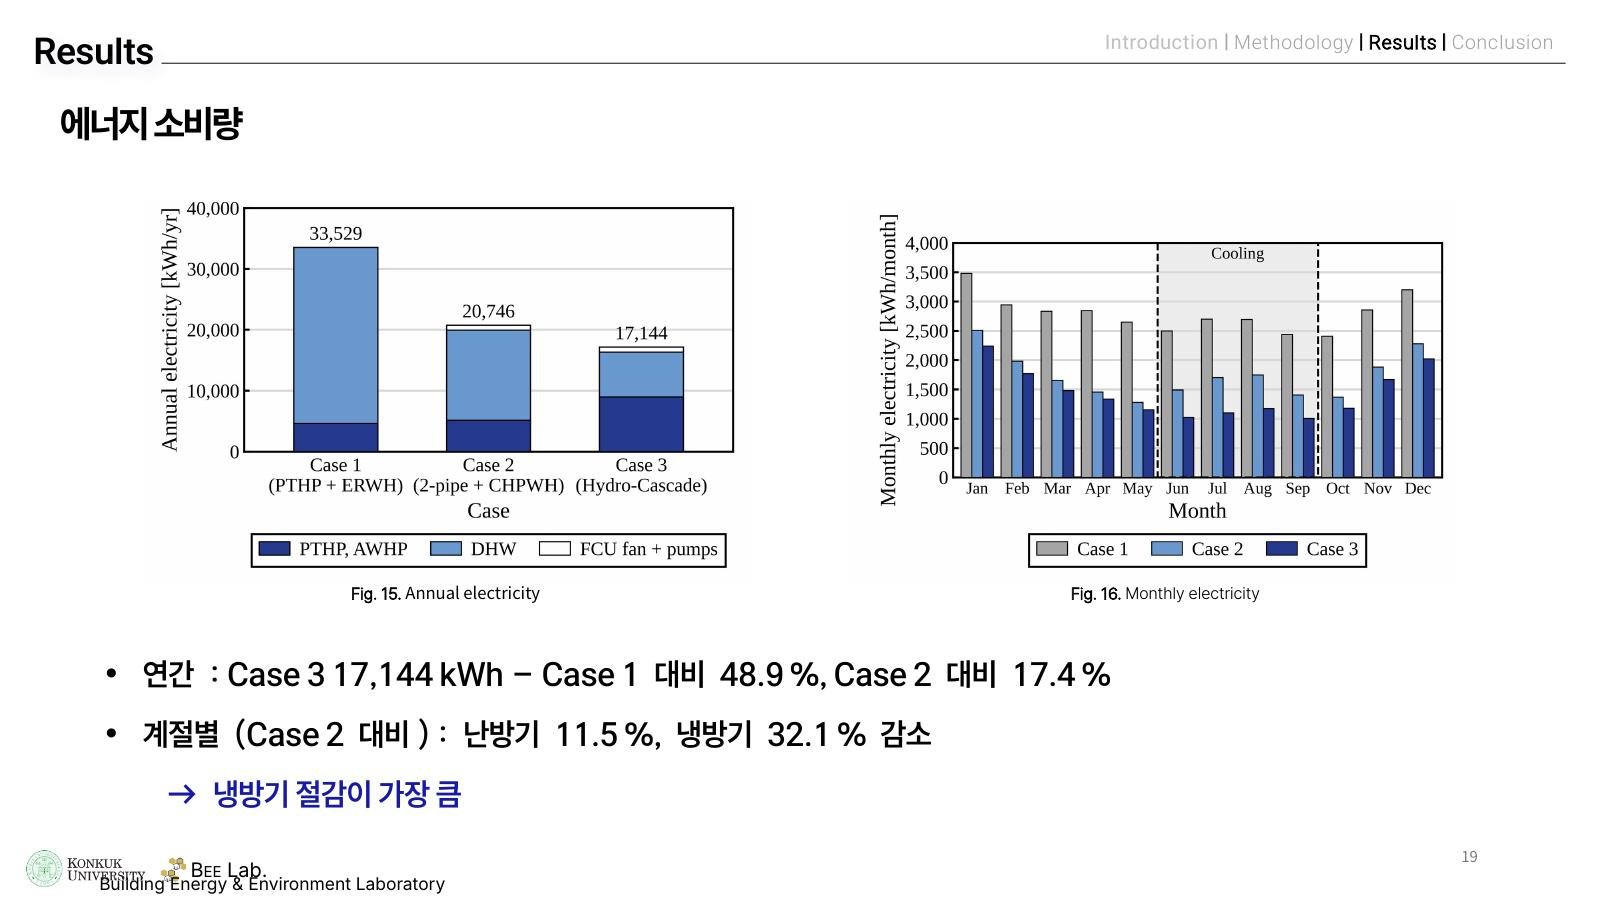 Results
Introduction | Methodology | Results | Conclusion
에너지 소비량
Annual electricity [kWh/yr]
40,000
30,000
20,000
10,000
0
33,529
20,746
17,144
Case 1 Case 2 Case 3
(PTHP + ERWH) (2-pipe + CHPWH) (Hydro-Cascade)
Case
PTHP, AWHP DHW FCU fan + pumps
Fig. 15. Annual electricity
Monthly electricity [kWh/month]
4,000
3,500
3,000
2,500
2,000
1,500
1,000
500
0
Cooling
Jan Feb Mar Apr May Jun Jul Aug Sep Oct Nov Dec
Month
Case 1 Case 2 Case 3
Fig. 16. Monthly electricity
• 연간 : Case 3 17,144 kWh – Case 1 대비 48.9 %, Case 2 대비 17.4 %
• 계절별 (Case 2 대비 ) : 난방기 11.5 %, 냉방기 32.1 % 감소
→ 냉방기 절감이 가장 큼
KONKUK
UNIVERSITY
BEE Lab.
Building Energy & Environment Laboratory
19